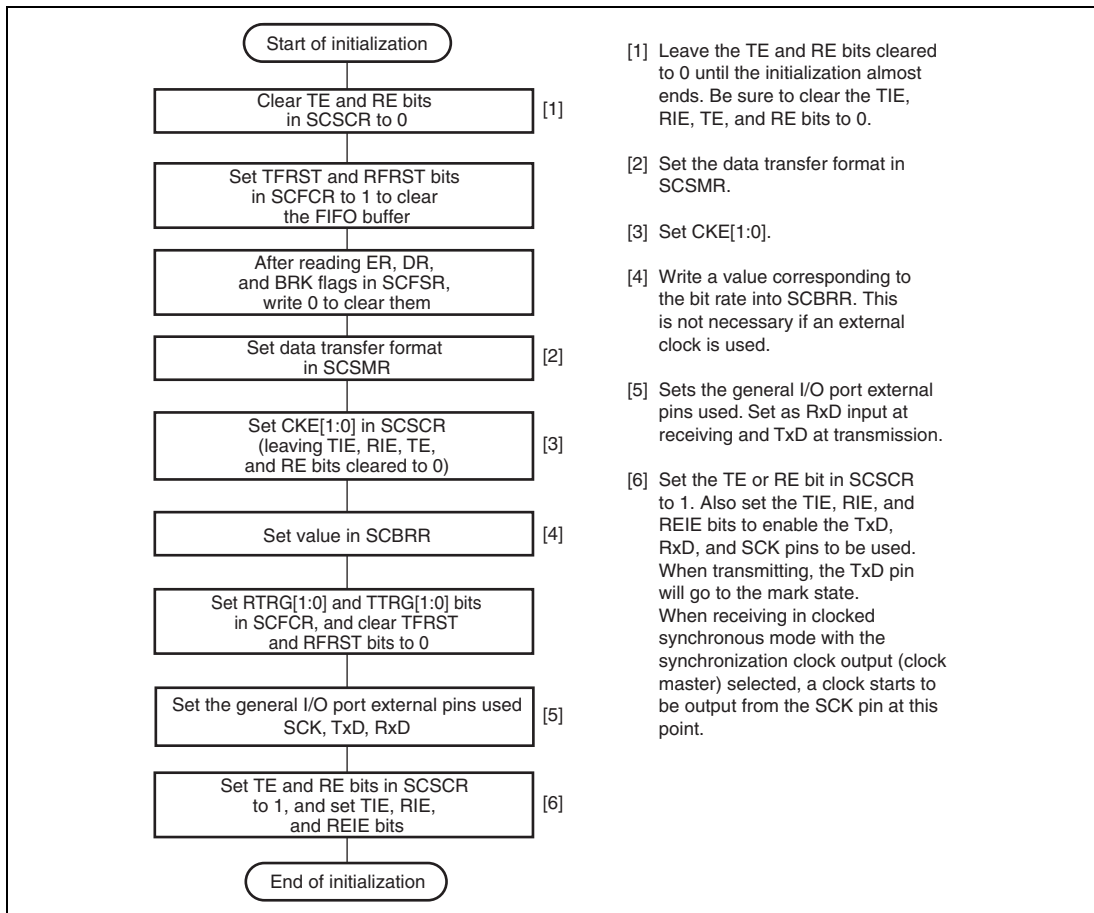 Start of initialization
Clear TE and RE bits
in SCSCR to 0
[1]
Set TFRST and RFRST bits
in SCFCR to 1 to clear
the FIFO buffer
After reading ER, DR,
and BRK flags in SCFSR,
write 0 to clear them
Set data transfer format
in SCSMR
[2]
Set CKE[1:0] in SCSCR
(leaving TIE, RIE, TE,
and RE bits cleared to 0)
[3]
Set value in SCBRR
[4]
Set RTRG[1:0] and TTRG[1:0] bits
in SCFCR, and clear TFRST
and RFRST bits to 0
Set the general I/O port external pins used
SCK, TxD, RxD
[5]
Set TE and RE bits in SCSCR
to 1, and set TIE, RIE,
and REIE bits
[6]
End of initialization
[1] Leave the TE and RE bits cleared
to 0 until the initialization almost
ends. Be sure to clear the TIE,
RIE, TE, and RE bits to 0.
[2] Set the data transfer format in
SCSMR.
[3] Set CKE[1:0].
[4] Write a value corresponding to
the bit rate into SCBRR. This
is not necessary if an external
clock is used.
[5] Sets the general I/O port external
pins used. Set as RxD input at
receiving and TxD at transmission.
[6] Set the TE or RE bit in SCSCR
to 1. Also set the TIE, RIE, and
REIE bits to enable the TxD,
RxD, and SCK pins to be used.
When transmitting, the TxD pin
will go to the mark state.
When receiving in clocked
synchronous mode with the
synchronization clock output (clock
master) selected, a clock starts to
be output from the SCK pin at this
point.